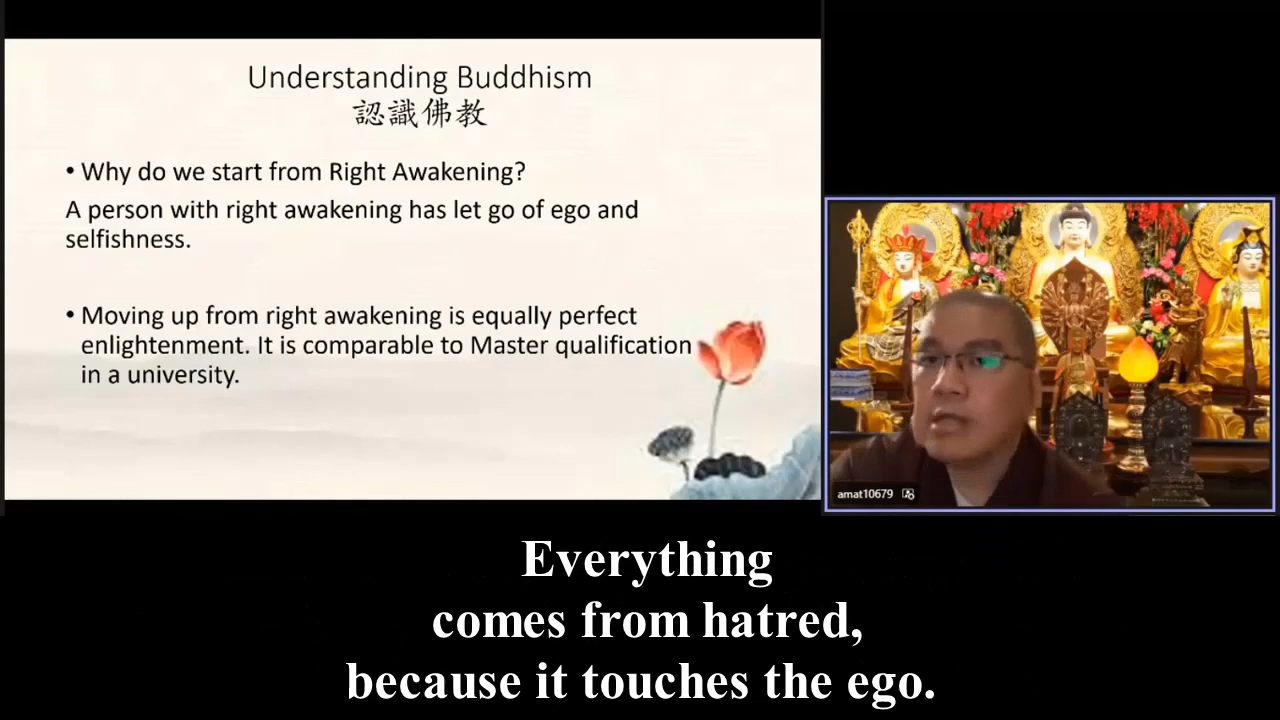 Understanding Buddhism
認識佛教
• Why do we start from Right Awakening?
A person with right awakening has let go of ego and
selfishness.
• Moving up from right awakening is equally perfect
enlightenment. It is comparable to Master qualification
in a university.
amat10679
Everything
comes from hatred,
because it touches the ego.